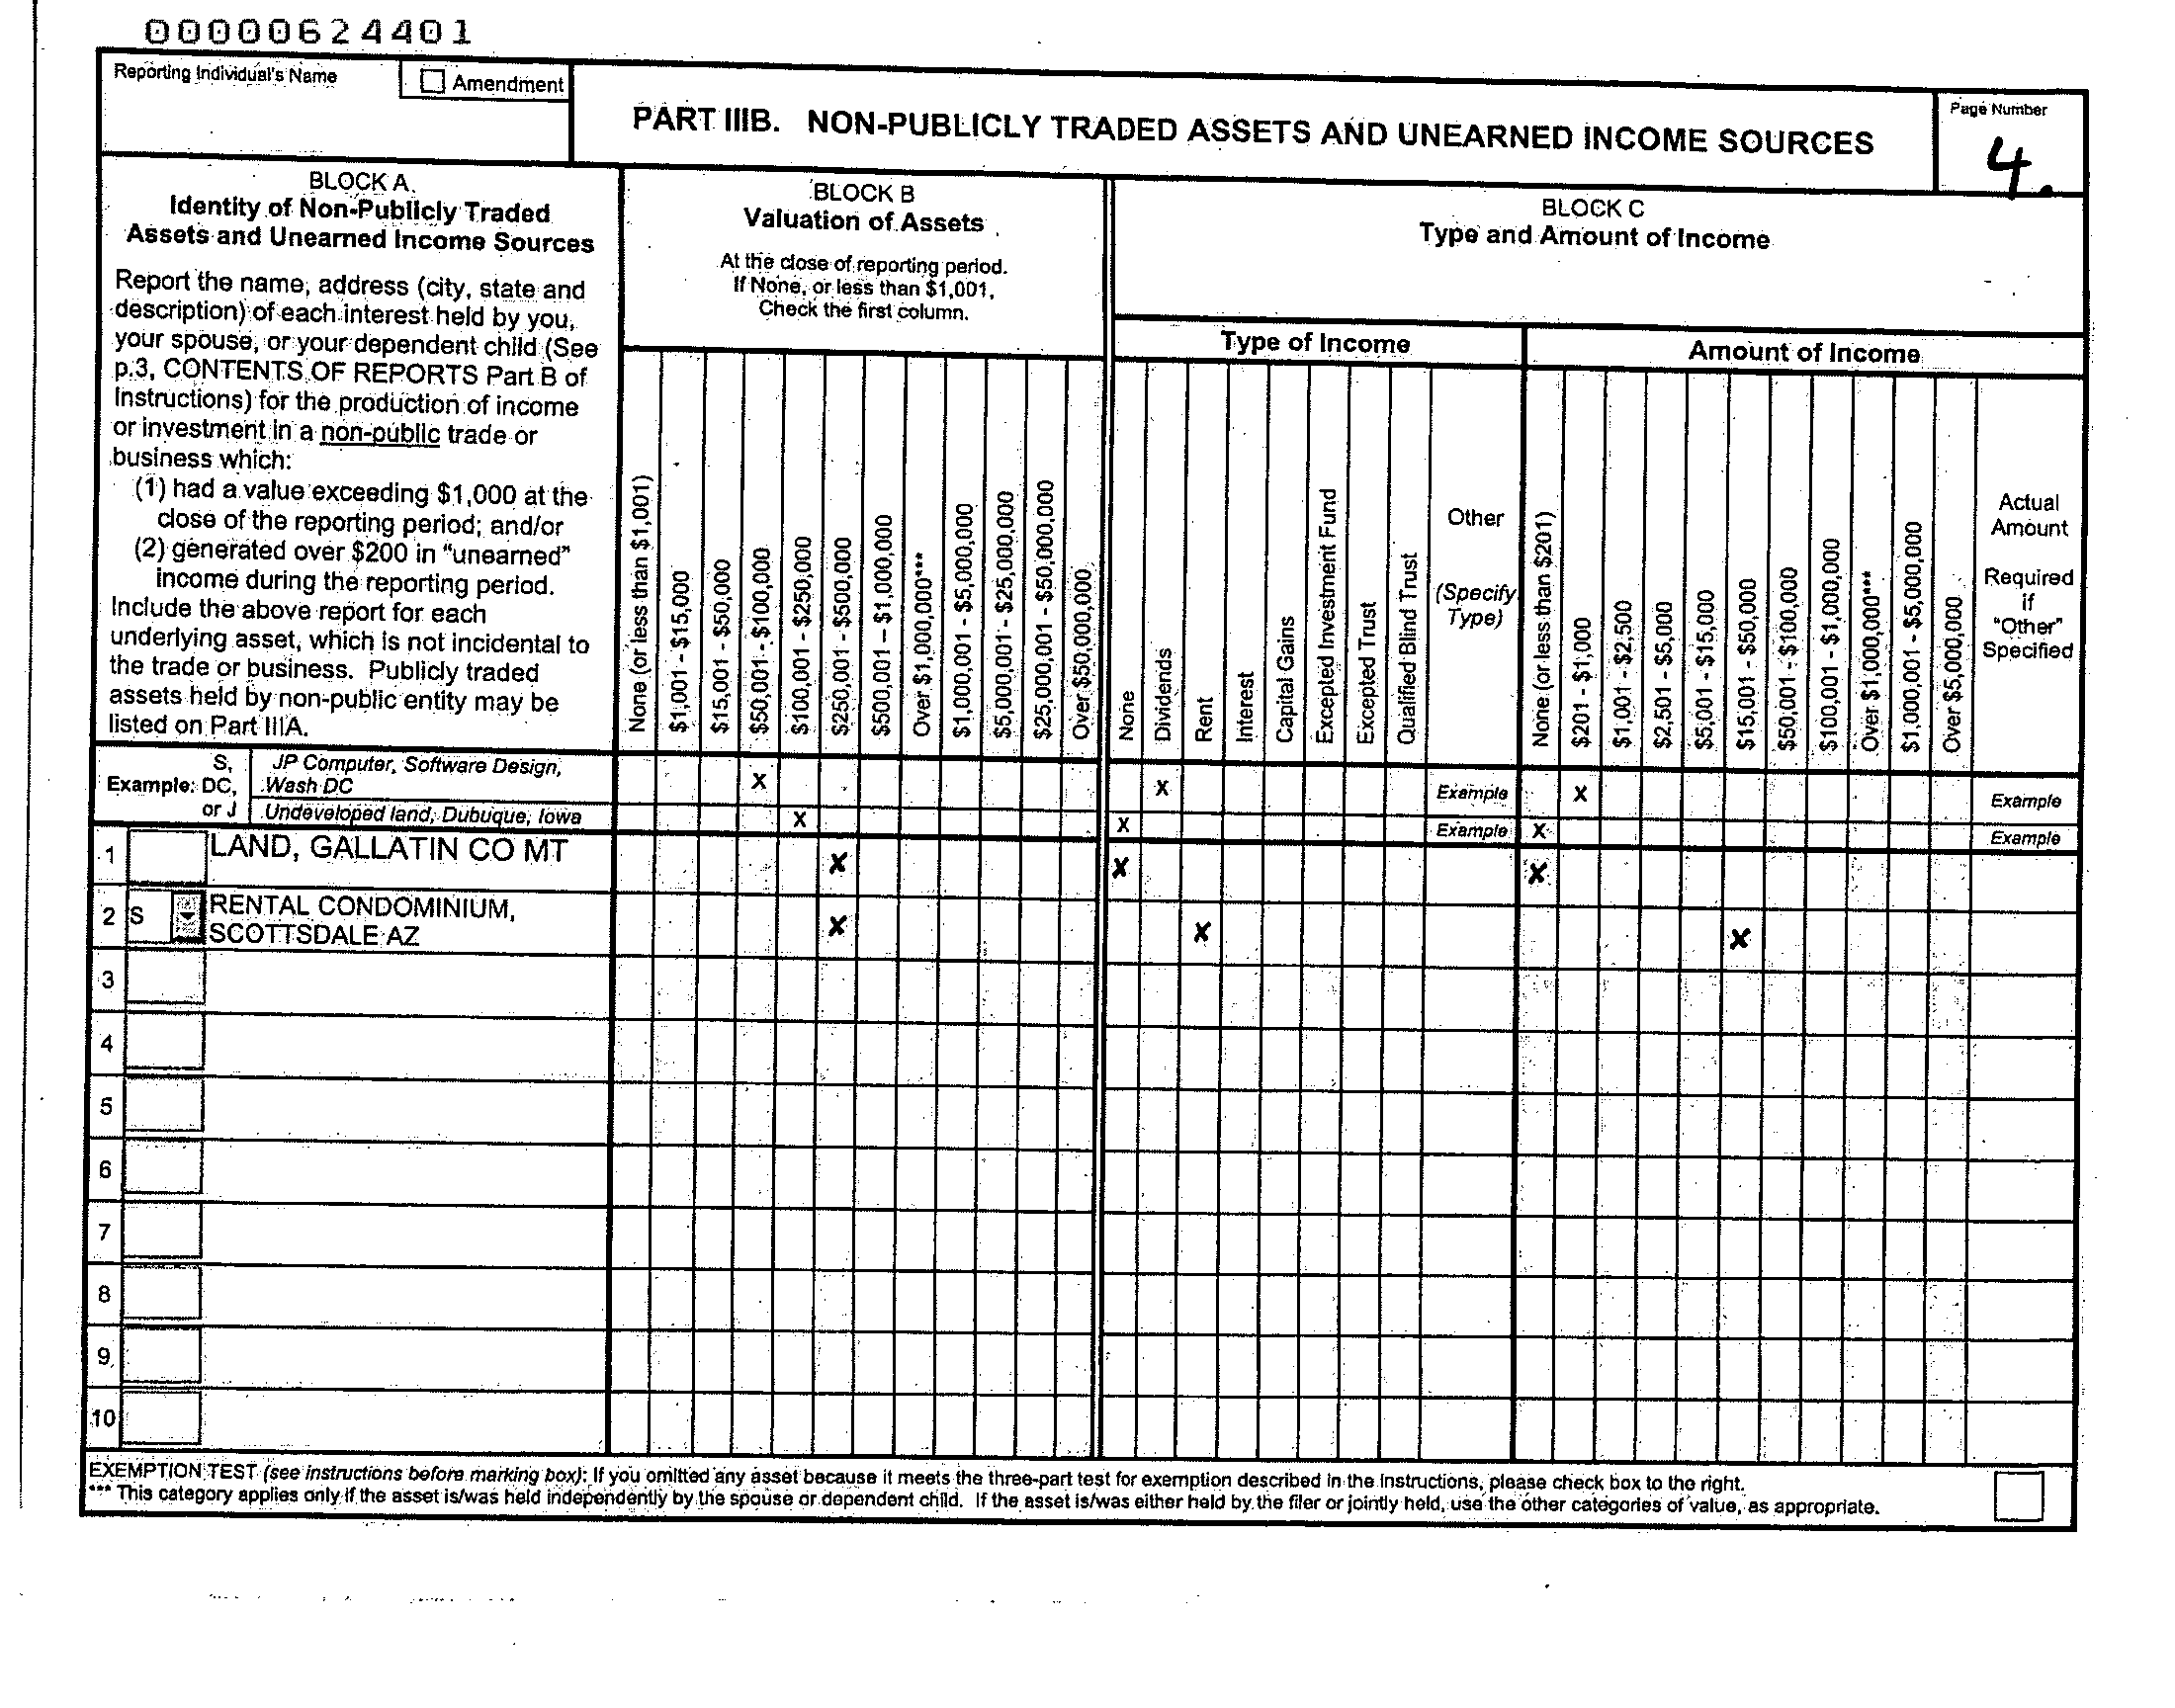 00000624401
Reporting Individual's Name
Amendment
PART IIIB. NON-PUBLICLY TRADED ASSETS AND UNEARNED INCOME SOURCES
Page Number
4.
BLOCK A
Identity of Non-Publicly Traded
Assets and Unearned Income Sources
Report the name, address (city, state and
description) of each interest held by you,
your spouse, or your dependent child (See
p.3, CONTENTS OF REPORTS Part B of
Instructions) for the production of income
or investment in a non-public trade or
business which:
(1) had a value exceeding $1,000 at the
close of the reporting period; and/or
(2) generated over $200 in "unearned"
income during the reporting period.
Include the above report for each
underlying asset, which is not incidental to
the trade or business. Publicly traded
assets held by non-public entity may be
listed on Part IIIA.
BLOCK B
Valuation of Assets
At the close of reporting period.
If None, or less than $1,001,
Check the first column.
None (or less than $1,001)
$1,001 - $15,000
$15,001 - $50,000
$50,001 - $100,000
$100,001 - $250,000
$250,001 - $500,000
$500,001 - $1,000,000
Over $1,000,000***
$1,000,001 - $5,000,000
$5,000,001 - $25,000,000
$25,000,001 - $50,000,000
Over $50,000,000
BLOCK C
Type and Amount of Income
Type of Income
None
Dividends
Rent
Interest
Capital Gains
Excepted Investment Fund
Excepted Trust
Qualified Blind Trust
Other
(Specify
Type)
Amount of Income
None (or less than $201)
$201 - $1,000
$1,001 - $2,500
$2,501 - $5,000
$5,001 - $15,000
$15,001 - $50,000
$50,001 - $100,000
$100,001 - $1,000,000
Over $1,000,000***
$1,000,001 - $5,000,000
Over $5,000,000
Actual
Amount
Required
if
"Other"
Specified
Example:
S,
DC,
or J
JP Computer, Software Design,
Wash DC
X X Example X Example
Undeveloped land, Dubuque, Iowa X X Example X Example
1 LAND, GALLATIN CO MT X X X
2 S RENTAL CONDOMINIUM,
SCOTTSDALE AZ X X X
3
4
5
6
7
8
9
10
EXEMPTION TEST (see instructions before marking box): If you omitted any asset because it meets the three-part test for exemption described in the instructions, please check box to the right.
*** This category applies only if the asset is/was held independently by the spouse or dependent child. If the asset is/was either held by the filer or jointly held, use the other categories of value, as appropriate.